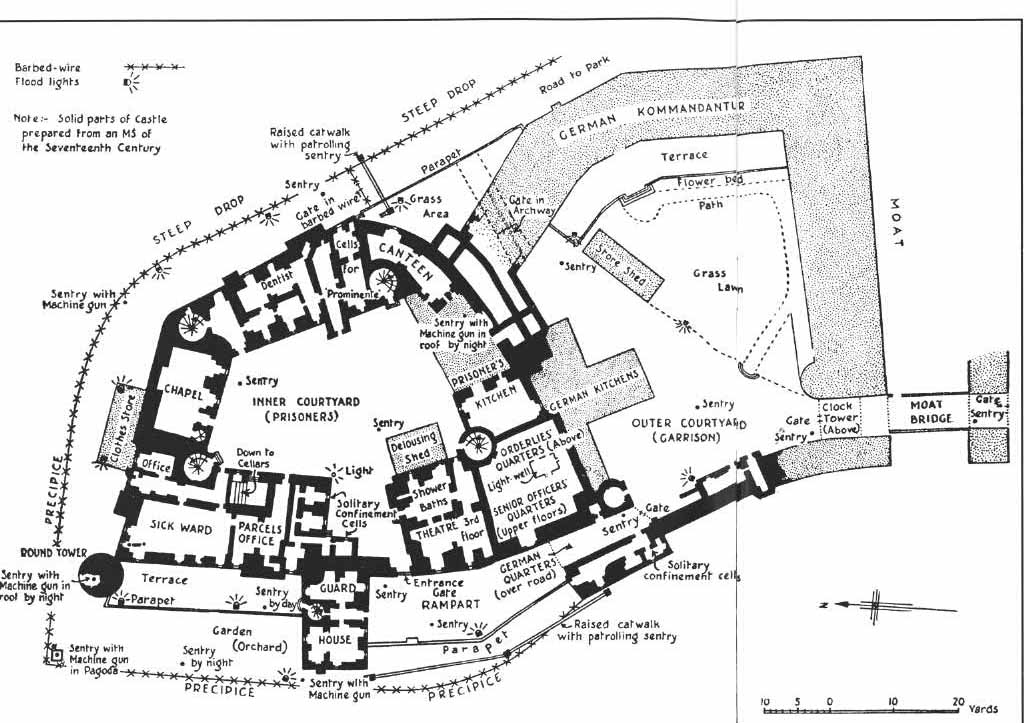 Barbed-wire
Flood lights
Note:- Solid parts of Castle
prepared from an MS of
the Seventeenth Century
STEEP DROP
Road to Park
GERMAN KOMMANDANTUR
Raised catwalk
with patrolling
sentry
Parapet
Terrace
Flower bed
Path
MOAT
Sentry
Gate in
barbed wire
Grass
Area
Gate in
Archway
STEEP DROP
Cells
for
"Prominente"
CANTEEN
Dentist
Sentry
Store Shed
Grass
Lawn
Sentry with
Machine gun
Sentry with
Machine gun in
roof by night
PRISONER'S
KITCHEN
GERMAN KITCHENS
CHAPEL
Sentry
INNER COURTYARD
(PRISONERS)
Sentry
OUTER COURTYARD
(GARRISON)
Gate
Sentry
Clock
Tower
(Above)
MOAT
BRIDGE
Gate
Sentry
Clothes Store
Sentry
Delousing
Shed
ORDERLIES
QUARTERS (Above)
Light-well
SENIOR OFFICERS'
QUARTERS
(upper floors)
Office
Down to
Cellars
Light
Solitary
Confinement
Cells
Shower
Baths
THEATRE 3rd
floor
PRECIPICE
SICK WARD
PARCELS
OFFICE
Sentry
Gate
ROUND TOWER
Sentry with
Machine gun in
roof by night
Terrace
Parapet
Sentry
by day
GUARD
HOUSE
Sentry
Entrance
Gate
RAMPART
GERMAN
QUARTERS
(over road)
Solitary
confinement cells
Garden
(Orchard)
Sentry
Parapet
Raised catwalk
with patrolling sentry
N
Sentry with
Machine gun
in Pagoda
Sentry
by night
PRECIPICE
Sentry with
Machine gun
PRECIPICE
10 5 0 10 20 Yards